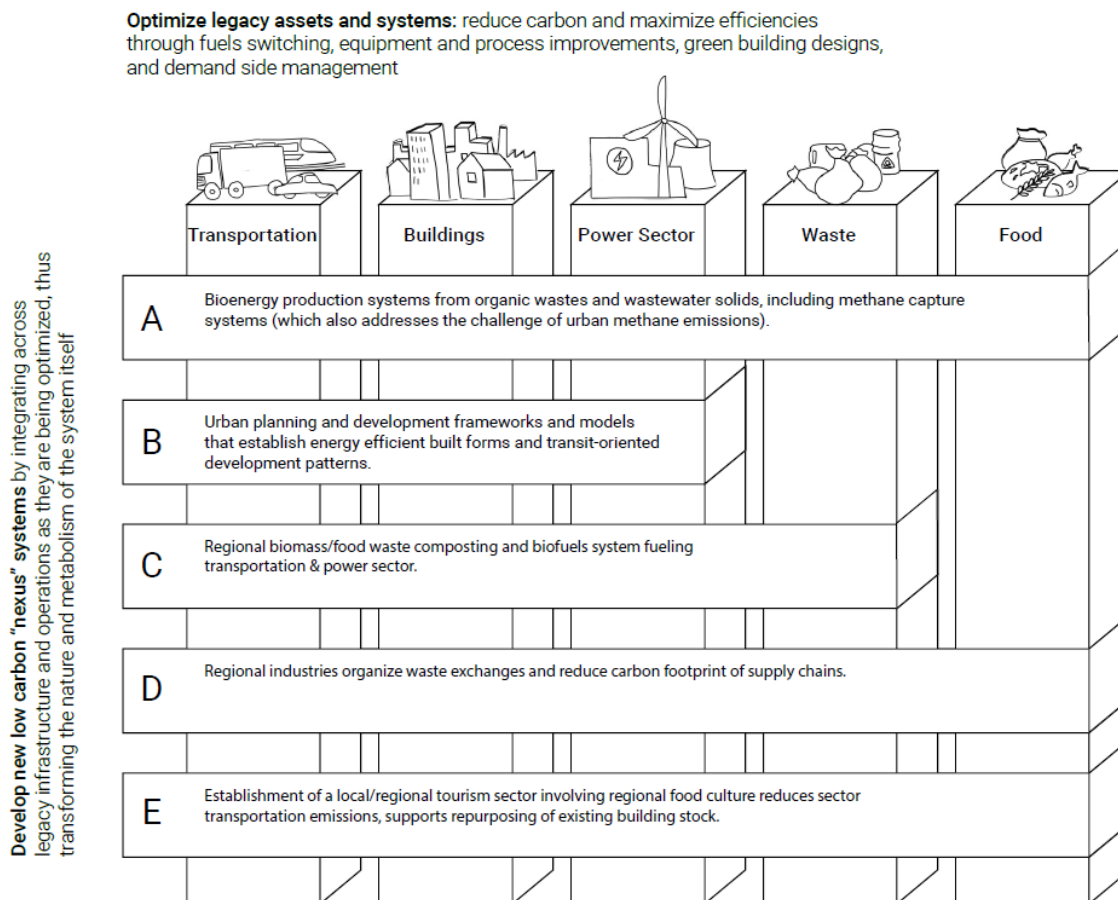 Optimize legacy assets and systems: reduce carbon and maximize efficiencies
through fuels switching, equipment and process improvements, green building designs,
and demand side management
Develop new low carbon “nexus” systems by integrating across
legacy infrastructure and operations as they are being optimized, thus
transforming the nature and metabolism of the system itself
Transportation
Buildings
Power Sector
Waste
Food
A
Bioenergy production systems from organic wastes and wastewater solids, including methane capture
systems (which also addresses the challenge of urban methane emissions).
B
Urban planning and development frameworks and models
that establish energy efficient built forms and transit-oriented
development patterns.
C
Regional biomass/food waste composting and biofuels system fueling
transportation & power sector.
D
Regional industries organize waste exchanges and reduce carbon footprint of supply chains.
E
Establishment of a local/regional tourism sector involving regional food culture reduces sector
transportation emissions, supports repurposing of existing building stock.